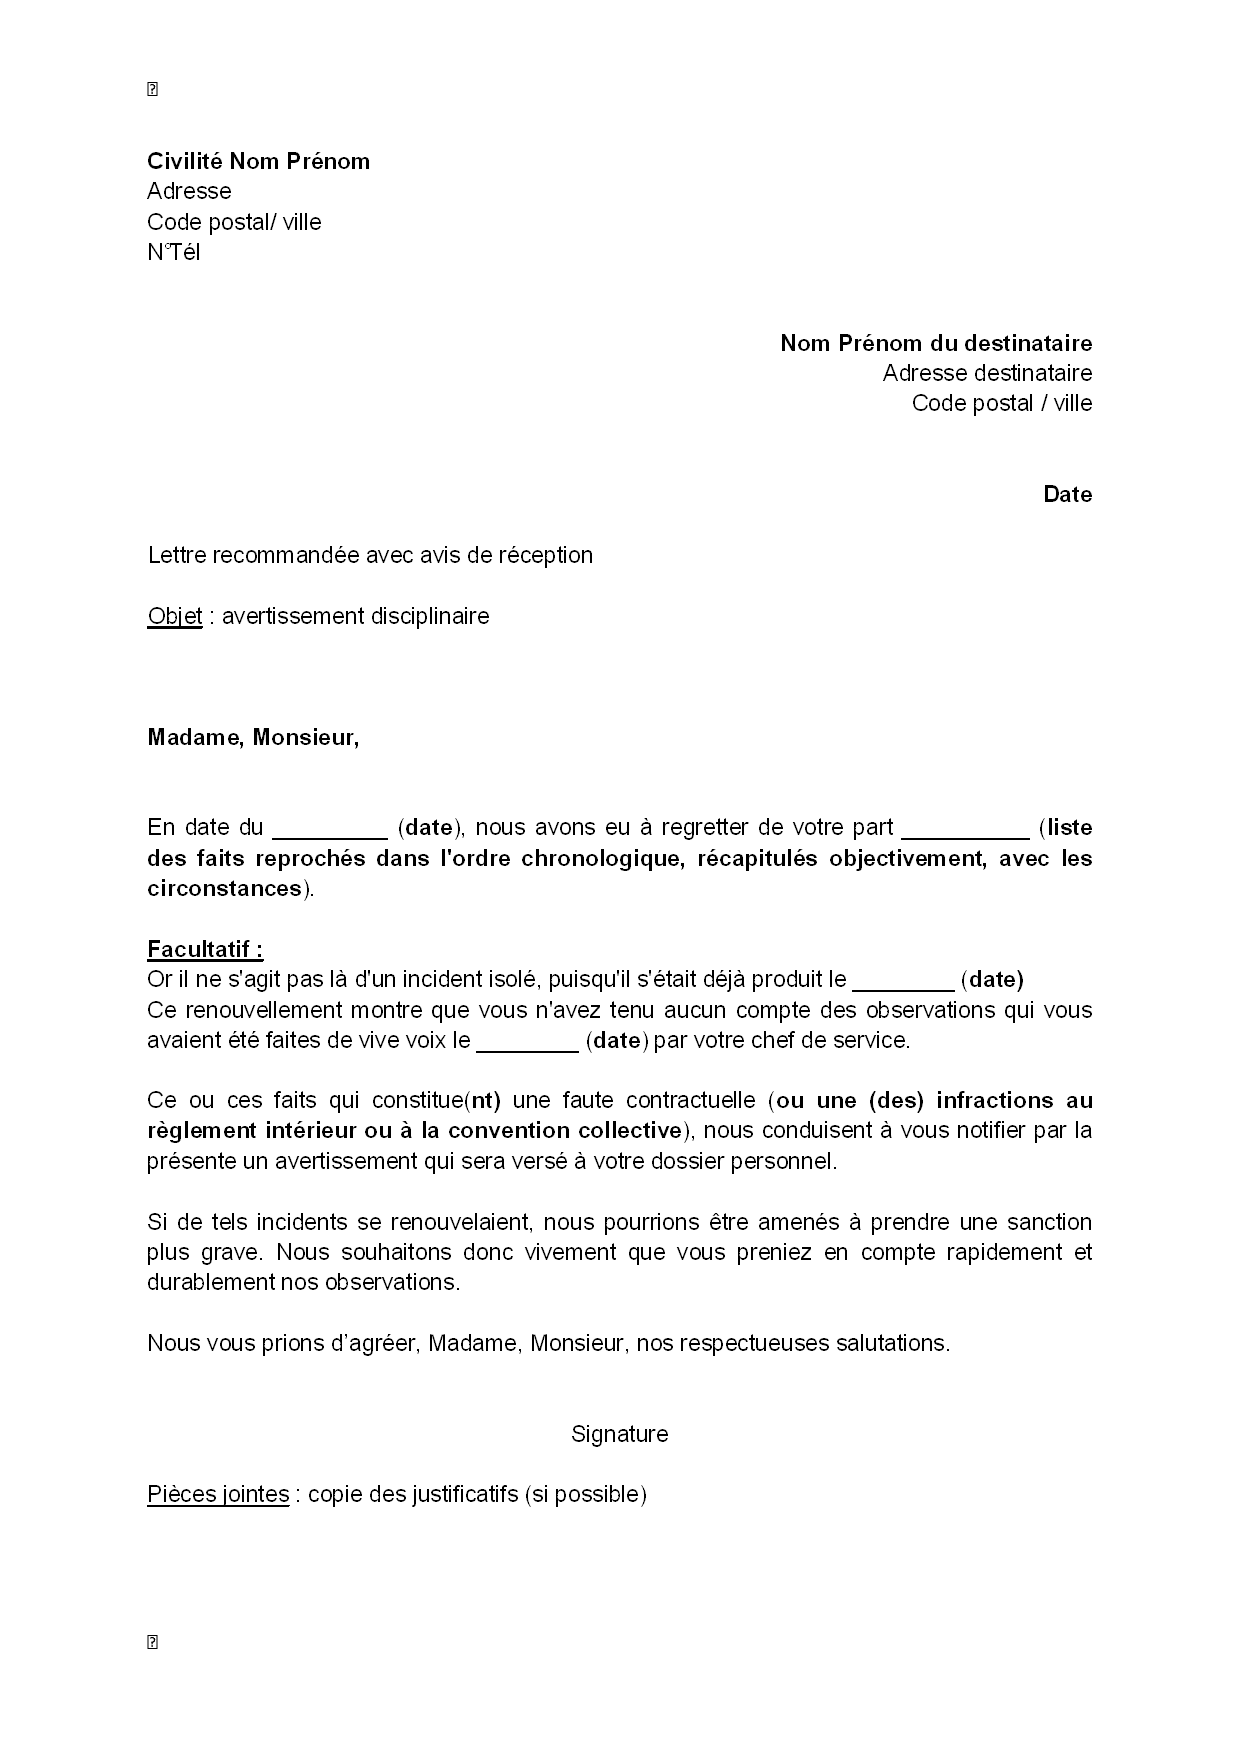 Civilité Nom Prénom
Adresse
Code postal/ ville
N°Tél
Nom Prénom du destinataire
Adresse destinataire
Code postal / ville
Date
Lettre recommandée avec avis de réception
Objet : avertissement disciplinaire
Madame, Monsieur,
En date du _________ (date), nous avons eu à regretter de votre part __________ (liste
des faits reprochés dans l'ordre chronologique, récapitulés objectivement, avec les
circonstances).
Facultatif :
Or il ne s'agit pas là d'un incident isolé, puisqu'il s'était déjà produit le ________ (date)
Ce renouvellement montre que vous n'avez tenu aucun compte des observations qui vous
avaient été faites de vive voix le ________ (date) par votre chef de service.
Ce ou ces faits qui constitue(nt) une faute contractuelle (ou une (des) infractions au
règlement intérieur ou à la convention collective), nous conduisent à vous notifier par la
présente un avertissement qui sera versé à votre dossier personnel.
Si de tels incidents se renouvelaient, nous pourrions être amenés à prendre une sanction
plus grave. Nous souhaitons donc vivement que vous preniez en compte rapidement et
durablement nos observations.
Nous vous prions d’agréer, Madame, Monsieur, nos respectueuses salutations.
Signature
Pièces jointes : copie des justificatifs (si possible)